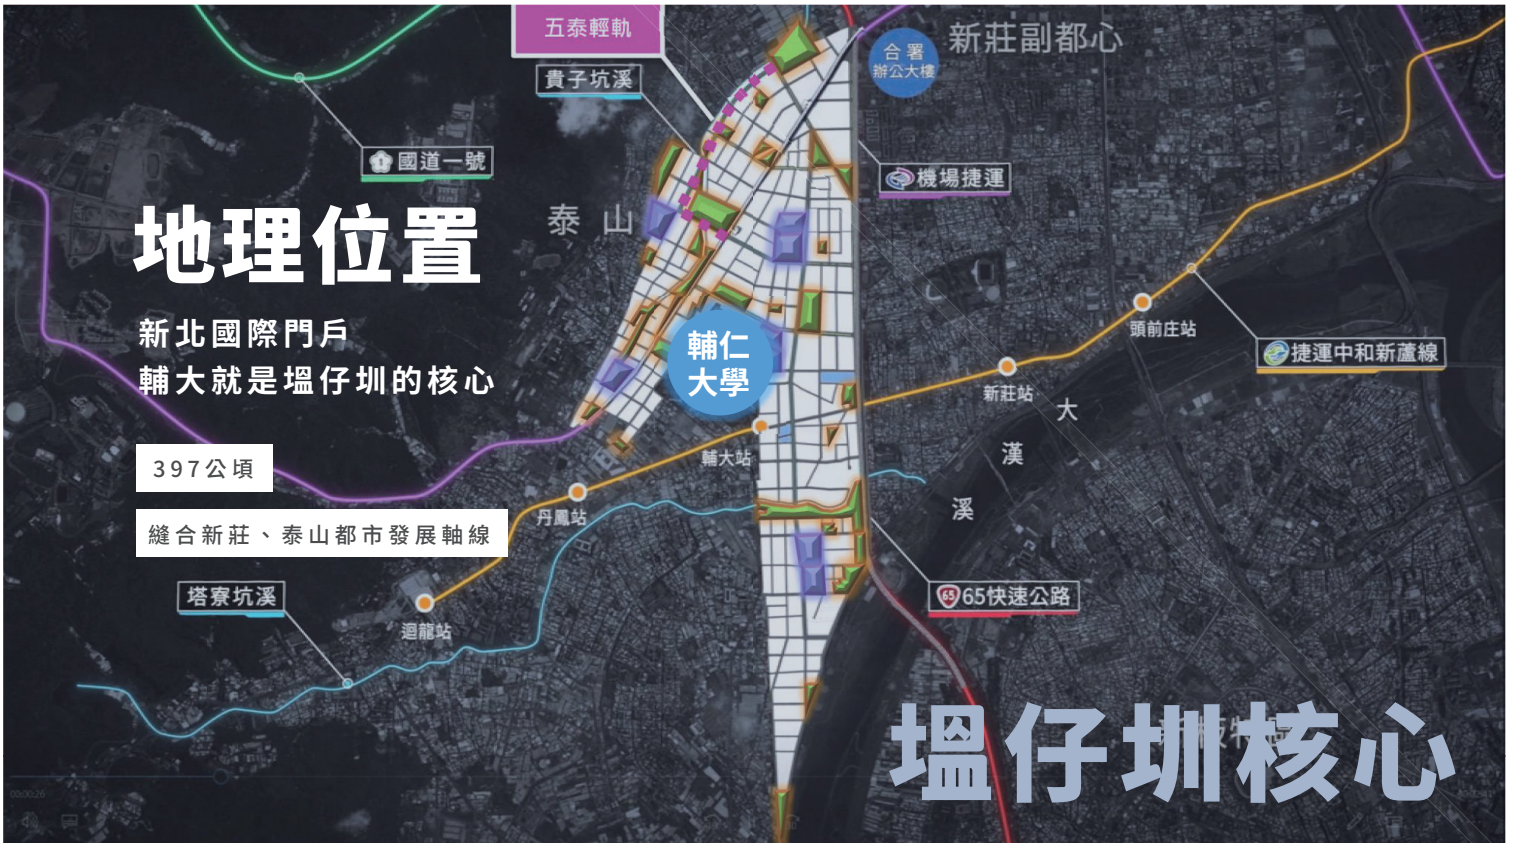 五泰輕軌
合署
辦公大樓
新莊副都心
貴子坑溪
國道一號
機場捷運
泰山
地理位置
新北國際門戶
輔大就是塭仔圳的核心
397公頃
縫合新莊、泰山都市發展軸線
輔仁
大學
頭前庄站
捷運中和新蘆線
新莊站
大
漢
溪
輔大站
丹鳳站
塔寮坑溪
迴龍站
65
65快速公路
塭仔圳核心
00:00:26